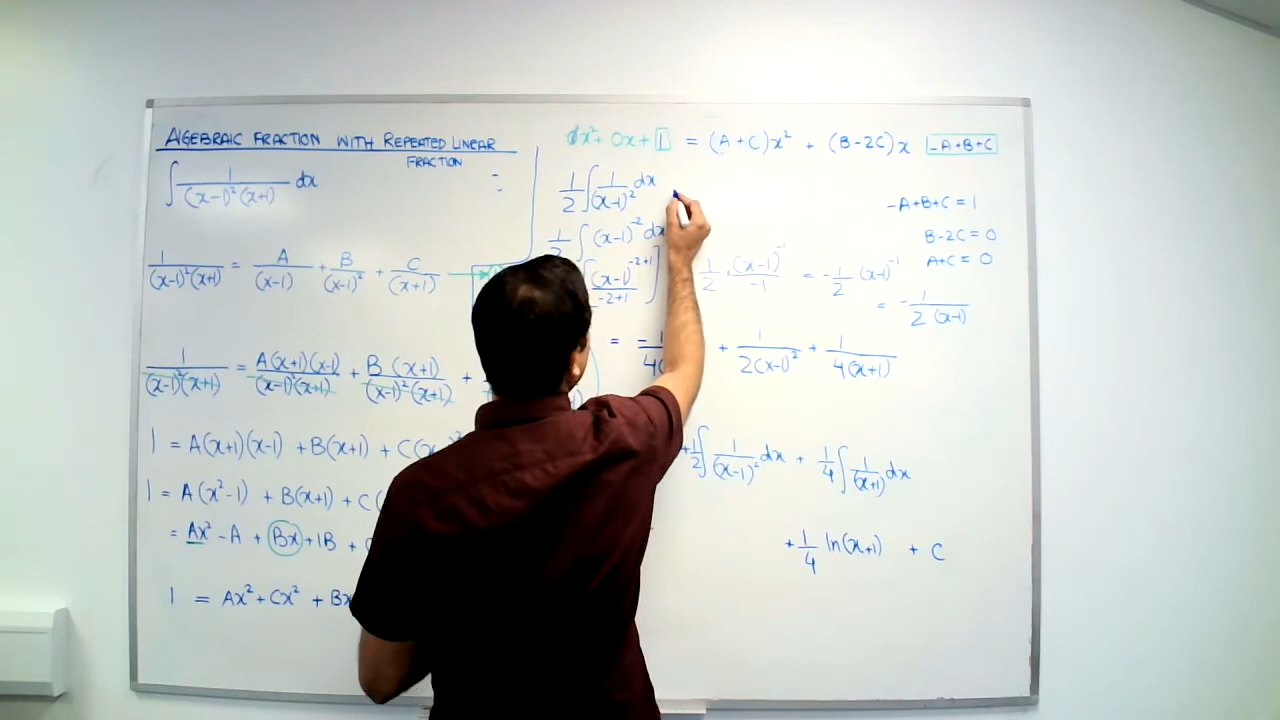 ALGEBRAIC FRACTION WITH REPEATED LINEAR
FRACTION
∫ 1/((x-1)²(x+1)) dx
1/((x-1)²(x+1)) = A/(x-1) + B/(x-1)² + C/(x+1)
1/((x-1)²(x+1)) = A(x+1)(x-1)/((x-1)²(x+1)) + B(x+1)/((x-1)²(x+1)) +
1 = A(x+1)(x-1) + B(x+1) + C(x
1 = A(x²-1) + B(x+1) + C(
= Ax² - A + Bx + 1B +
1 = Ax² + Cx² + Bx
x² + 0x + 1 = (A+C)x² + (B-2C)x -A+B+C
1/2 ∫ 1/(x-1)² dx
1/2 ∫ (x-1)⁻² dx
(x-1)^(-2+1)/(-2+1) ] 1/2 · (x-1)⁻¹/-1 = -1/2 (x-1)⁻¹
= -1/(2(x-1))
-A+B+C = 1
B-2C = 0
A+C = 0
= -1/4( + 1/(2(x-1)²) + 1/(4(x+1))
+1/2 ∫ 1/(x-1)² dx + 1/4 ∫ 1/(x+1) dx
+ 1/4 ln(x+1) + C